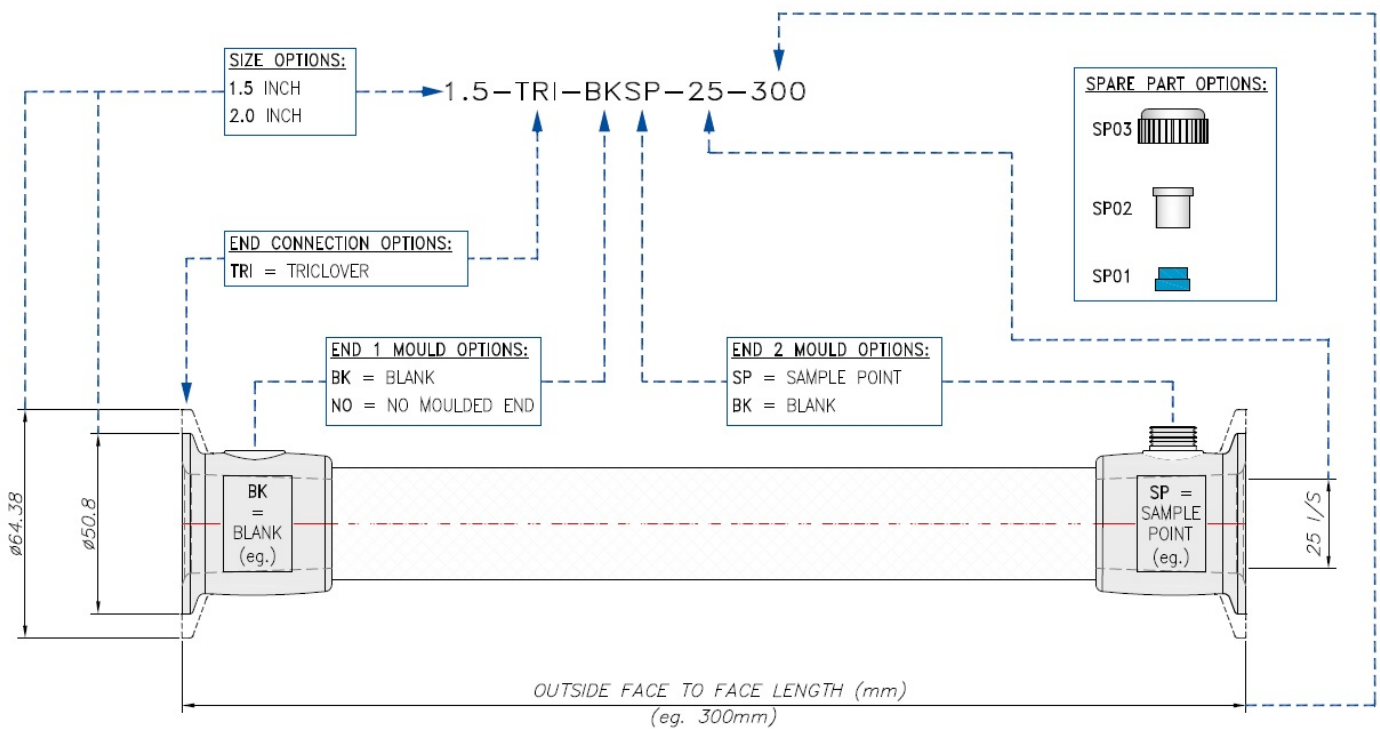 SIZE OPTIONS:
1.5 INCH
2.0 INCH
1.5-TRI-BKSP-25-300
SPARE PART OPTIONS:
SP03
SP02
SP01
END CONNECTION OPTIONS:
TRI = TRICLOVER
END 1 MOULD OPTIONS:
BK = BLANK
NO = NO MOULDED END
END 2 MOULD OPTIONS:
SP = SAMPLE POINT
BK = BLANK
ø64.38
ø50.8
BK
=
BLANK
(eg.)
SP =
SAMPLE
POINT
(eg.)
25 I/S
OUTSIDE FACE TO FACE LENGTH (mm)
(eg. 300mm)